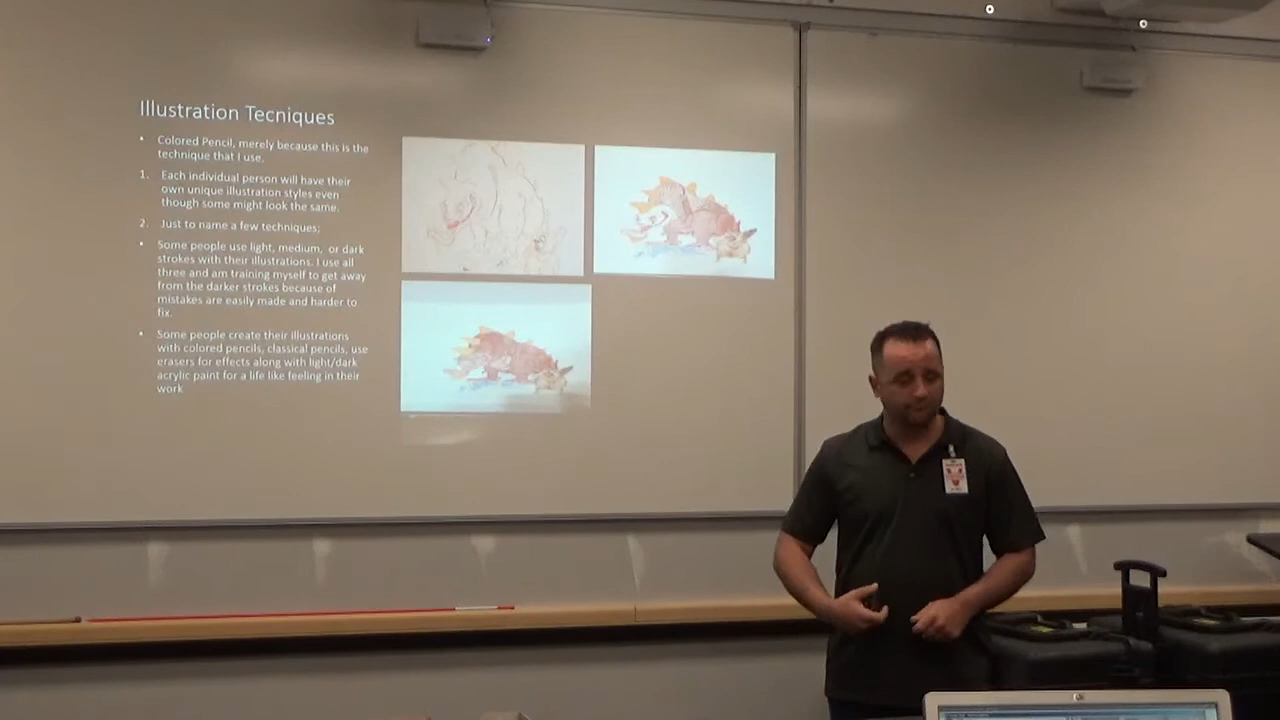 Illustration Tecniques
• Colored Pencil, merely because this is the
technique that I use.
1. Each individual person will have their
own unique illustration styles even
though some might look the same.
2. Just to name a few techniques;
• Some people use light, medium, or dark
strokes with their illustrations. I use all
three and am training myself to get away
from the darker strokes because of
mistakes are easily made and harder to
fix.
• Some people create their illustrations
with colored pencils, classical pencils, use
erasers for effects along with light/dark
acrylic paint for a life like feeling in their
work
hp